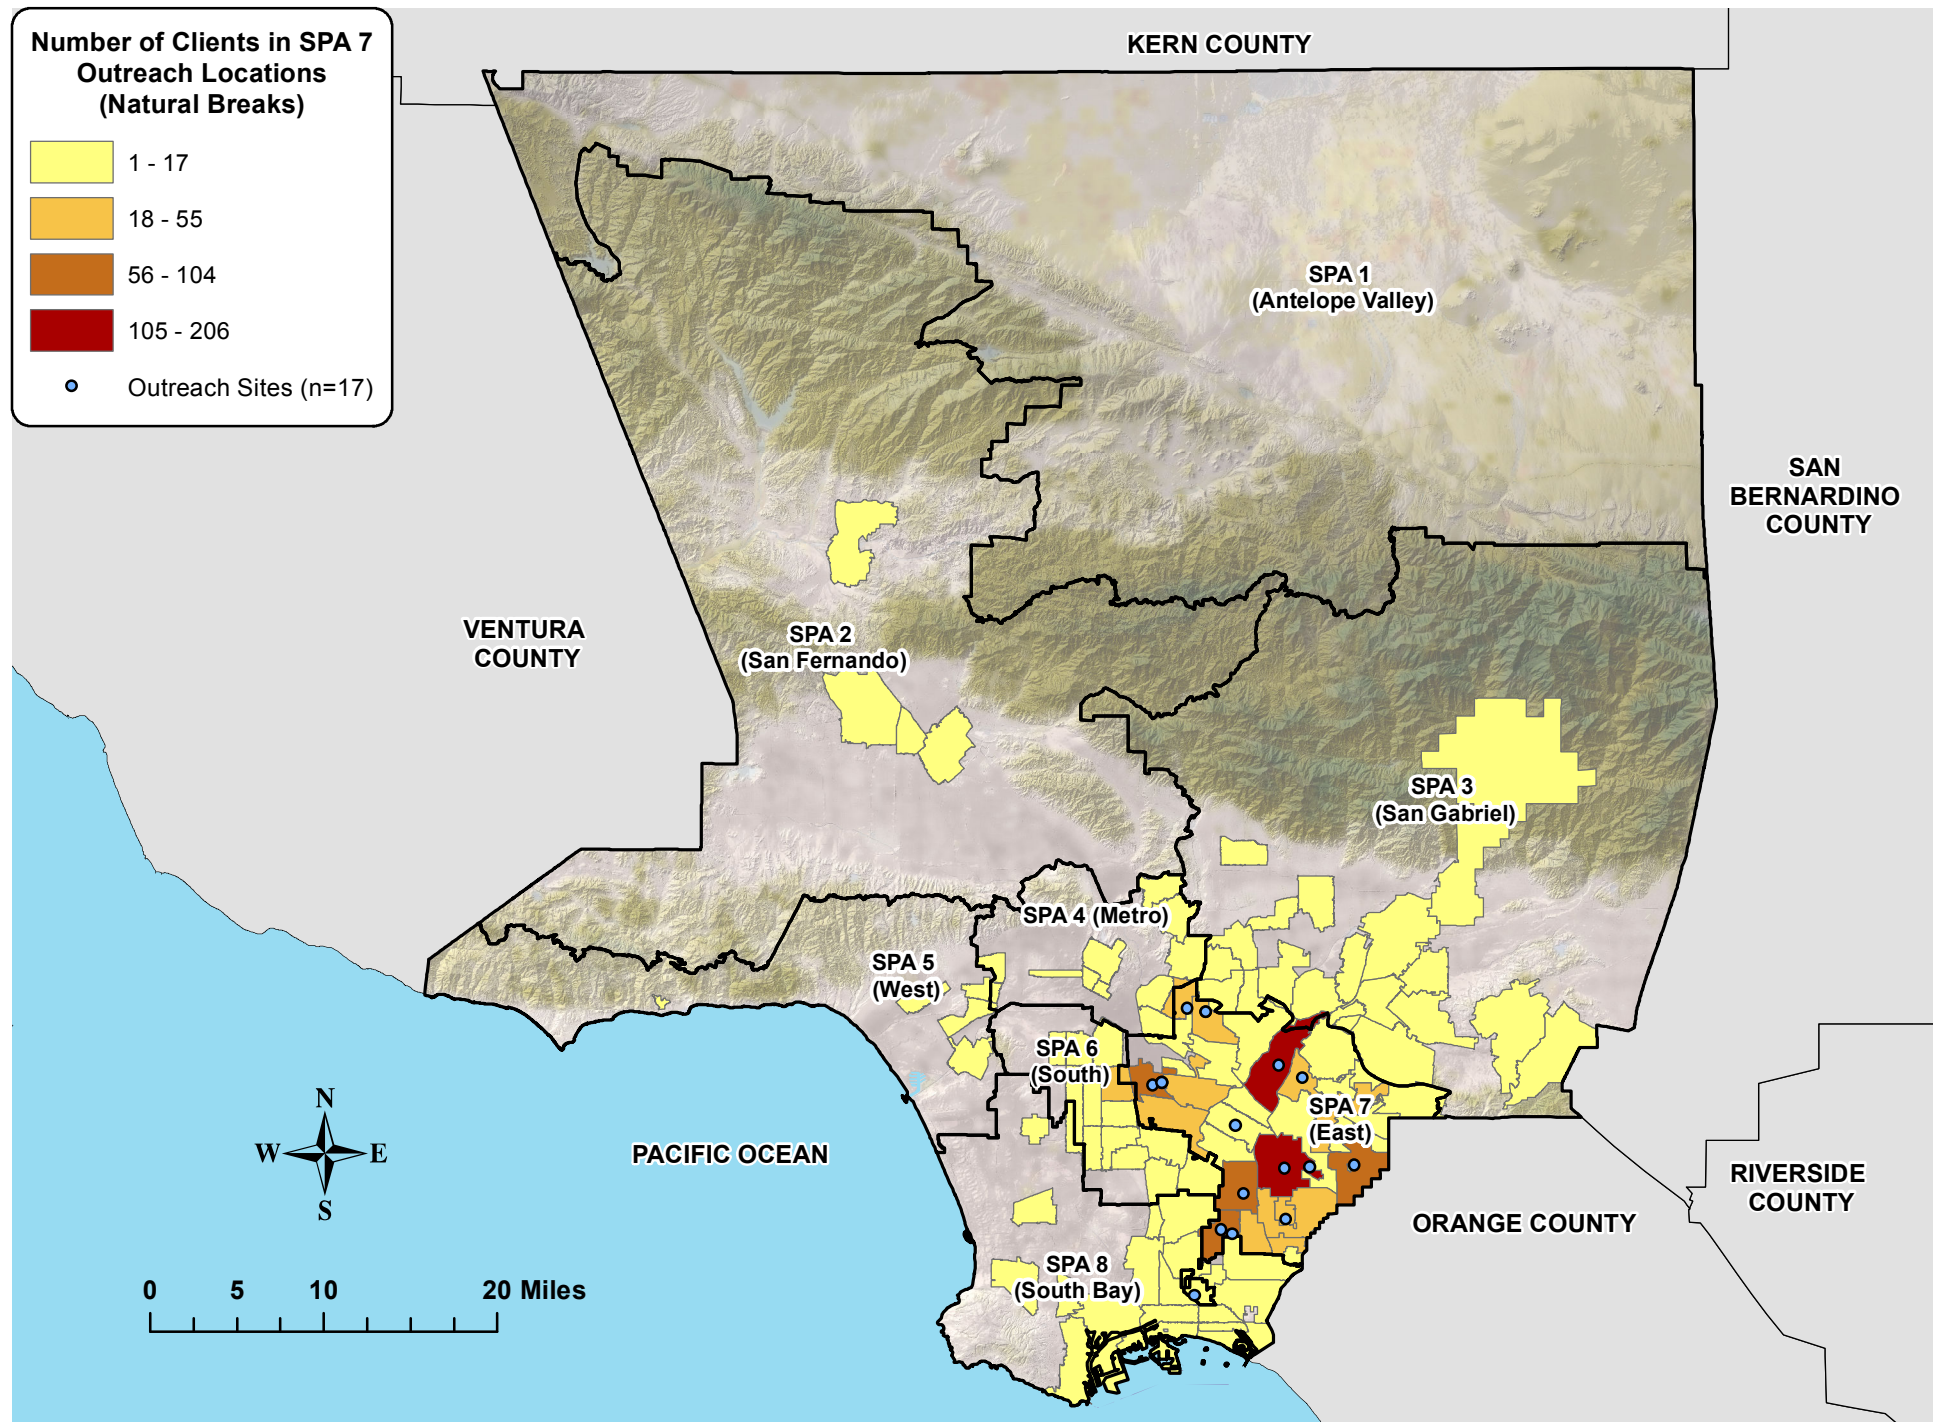 Number of Clients in SPA 7
Outreach Locations
(Natural Breaks)
1 - 17
18 - 55
56 - 104
105 - 206
Outreach Sites (n=17)
KERN COUNTY
SPA 1
(Antelope Valley)
SAN
BERNARDINO
COUNTY
VENTURA
COUNTY
SPA 2
(San Fernando)
SPA 3
(San Gabriel)
SPA 4 (Metro)
SPA 5
(West)
SPA 6
(South)
SPA 7
(East)
N
W E
S
PACIFIC OCEAN
RIVERSIDE
COUNTY
ORANGE COUNTY
SPA 8
(South Bay)
0 5 10 20 Miles